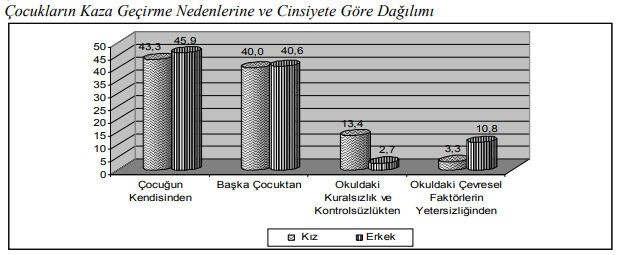 Çocukların Kaza Geçirme Nedenlerine ve Cinsiyete Göre Dağılımı
50
45
40
35
30
25
20
15
10
5
0
43,3 45,9
40,0 40,6
13,4
2,7
3,3
10,8
Çocuğun
Kendisinden
Başka Çocuktan
Okuldaki
Kuralsızlık ve
Kontrolsüzlükten
Okuldaki Çevresel
Faktörlerin
Yetersizliğinden
Kız Erkek